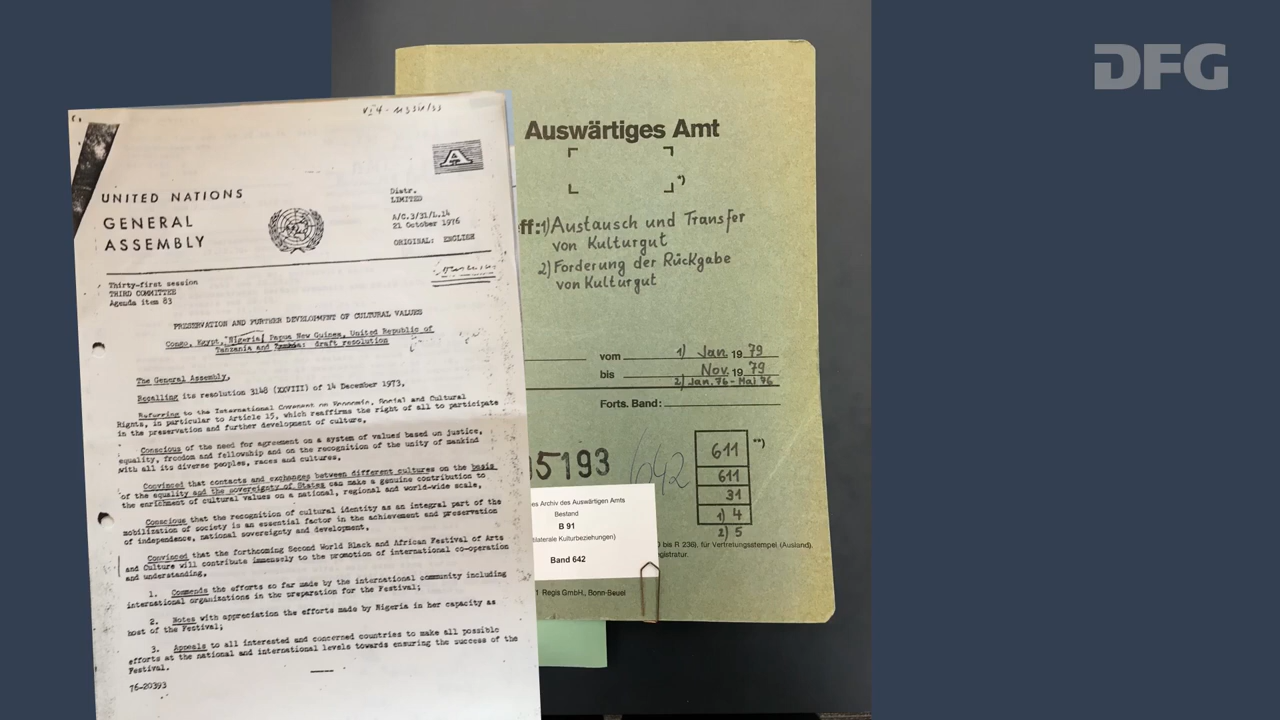 DFG
VI4-
A
UNITED NATIONS
GENERAL
ASSEMBLY
Distr.
LIMITED
A/C.3/31/L.14
21 October 1976
ORIGINAL: ENGLISH
Thirty-first session
THIRD COMMITTEE
Agenda item 83
PRESERVATION AND FURTHER DEVELOPMENT OF CULTURAL VALUES
Congo, Egypt, Nigeria, Papua New Guinea, United Republic of
Tanzania and Zambia: draft resolution
The General Assembly,
Recalling its resolution 3148 (XXVIII) of 14 December 1973,
Referring to the International Covenant on Economic, Social and Cultural
Rights, in particular to Article 15, which reaffirms the right of all to participate
in the preservation and further development of culture,
Conscious of the need for agreement on a system of values based on justice,
equality, freedom and fellowship and on the recognition of the unity of mankind
with all its diverse peoples, races and cultures,
Convinced that contacts and exchanges between different cultures on the basis
of the equality and the sovereignty of States can make a genuine contribution to
the enrichment of cultural values on a national, regional and world-wide scale,
Conscious that the recognition of cultural identity as an integral part of the
mobilization of society is an essential factor in the achievement and preservation
of independence, national sovereignty and development,
Convinced that the forthcoming Second World Black and African Festival of Arts
and Culture will contribute immensely to the promotion of international co-operation
and understanding,
1. Commends the efforts so far made by the international community including
international organizations in the preparation for the Festival;
2. Notes with appreciation the efforts made by Nigeria in her capacity as
host of the Festival;
3. Appeals to all interested and concerned countries to make all possible
efforts at the national and international levels towards ensuring the success of the
Festival.
76-20393
Auswärtiges Amt
*)
ff: 1) Austausch und Transfer
von Kulturgut
2) Forderung der Rückgabe
von Kulturgut
vom 1) Jan. 19 79
bis Nov. 19 79
2) Jan. 76 - Mai 76
Forts. Band:
5193 642
611 **)
611
31
1) 4
2) 5
es Archiv des Auswärtigen Amts
Bestand
B 91
ilaterale Kulturbeziehungen)
Band 642
bis R 236), für Vertretungsstempel (Ausland).
gistratur.
1 Regis GmbH., Bonn-Beuel